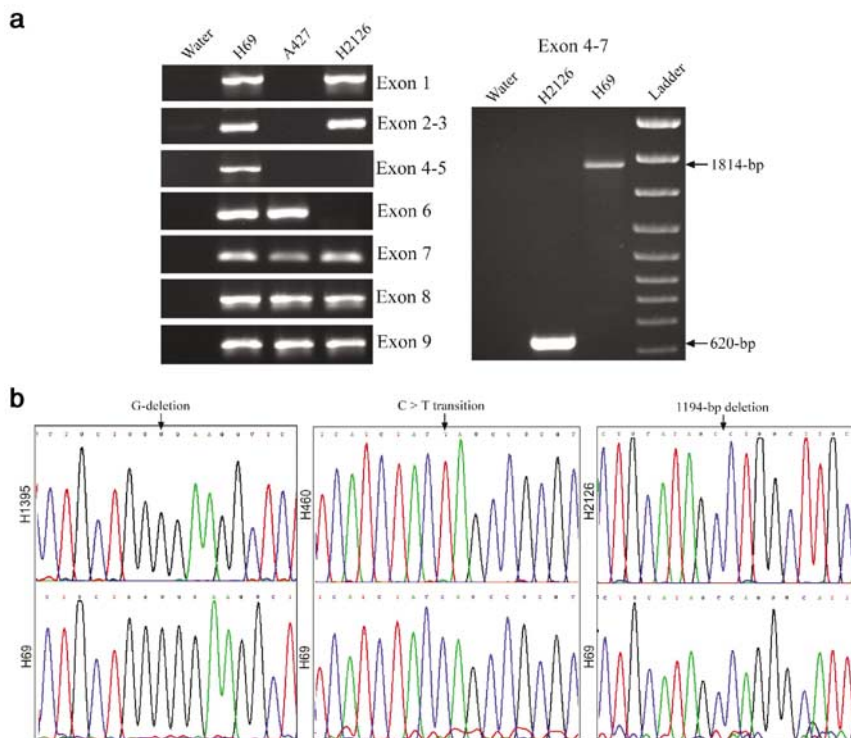 a
Water H69 A427 H2126
Exon 1
Exon 2-3
Exon 4-5
Exon 6
Exon 7
Exon 8
Exon 9
Exon 4-7
Water H2126 H69 Ladder
1814-bp
620-bp
b
G-deletion
C > T transition
1194-bp deletion
H1395
H460
H2126
H69
H69
H69